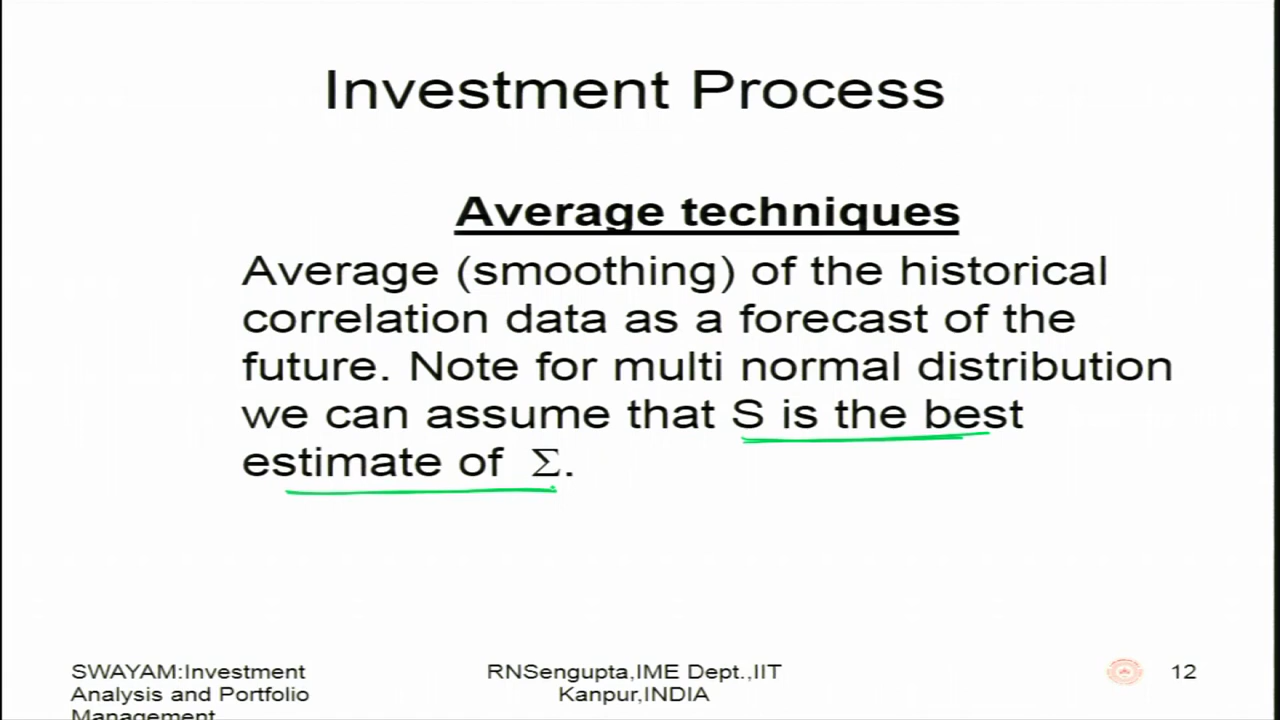 Investment Process
Average techniques
Average (smoothing) of the historical
correlation data as a forecast of the
future. Note for multi normal distribution
we can assume that S is the best
estimate of Σ.
SWAYAM:Investment
Analysis and Portfolio
Management
RNSengupta,IME Dept.,IIT
Kanpur,INDIA
12